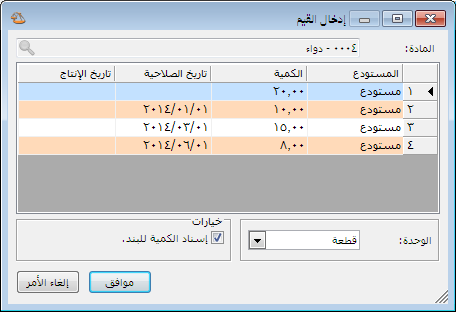 إدخال القيم
المادة: ٠٠٠٤ - دواء
المستودع الكمية تاريخ الصلاحية تاريخ الإنتاج
١ مستودع ٢٠,٠٠
٢ مستودع ١٠,٠٠ ٢٠١٤/٠١/٠١
٣ مستودع ١٥,٠٠ ٢٠١٤/٠٣/٠١
٤ مستودع ٨,٠٠ ٢٠١٤/٠٦/٠١
الوحدة: قطعة
خيارات
إسناد الكمية للبند.
موافق إلغاء الأمر